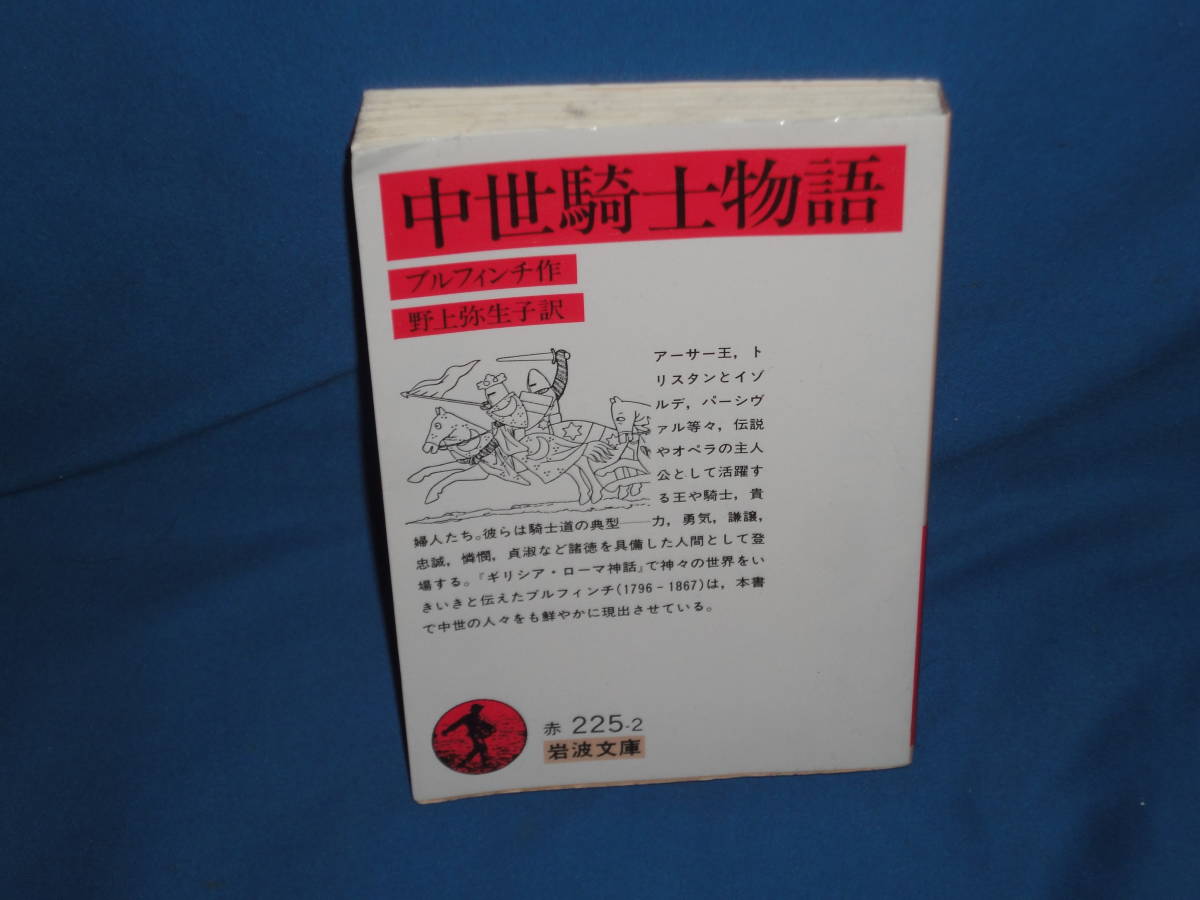 中世騎士物語
ブルフィンチ作
野上弥生子訳
アーサー王，ト
リスタンとイゾ
ルデ，パーシヴ
ァル等々，伝説
やオペラの主人
公として活躍す
る王や騎士，貴
婦人たち。彼らは騎士道の典型——力，勇気，謙譲，
忠誠，憐憫，貞淑など諸徳を具備した人間として登
場する。『ギリシア・ローマ神話』で神々の世界をい
きいきと伝えたブルフィンチ(1796－1867)は，本書
で中世の人々をも鮮やかに現出させている。
赤 225-2
岩波文庫